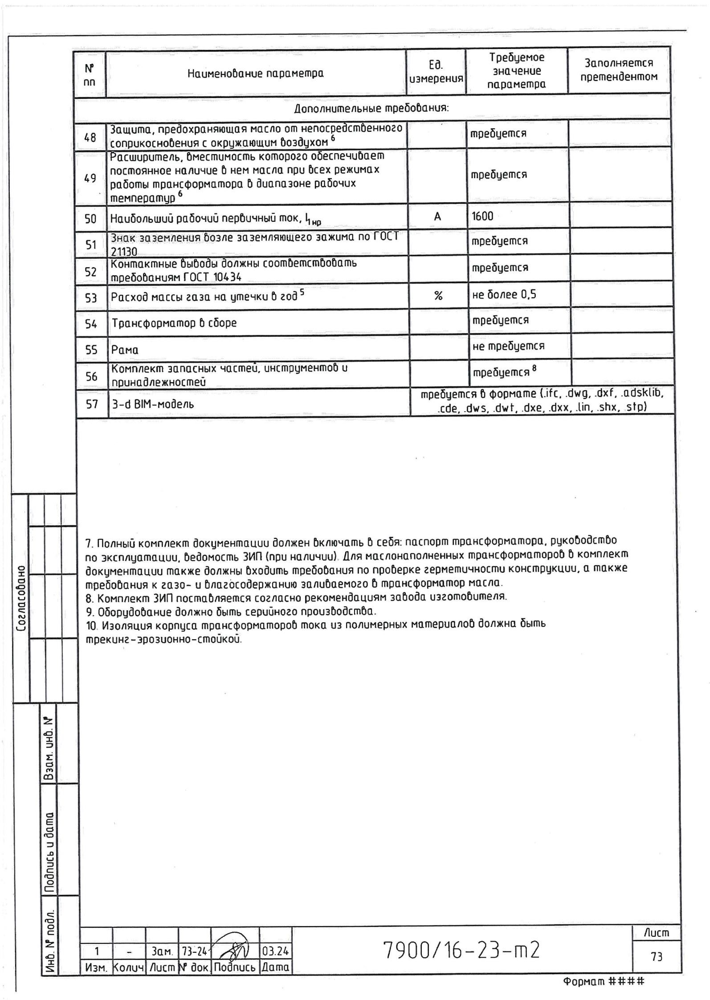 №
пп
Наименование параметра
Ед.
измерения
Требуемое
значение
параметра
Заполняется
претендентом
Дополнительные требования:
48
Защита, предохраняющая масло от непосредственного
соприкосновения с окружающим воздухом 6
требуется
49
Расширитель, вместимость которого обеспечивает
постоянное наличие в нем масла при всех режимах
работы трансформатора в диапазоне рабочих
температур 6
требуется
50
Наибольший рабочий первичный ток, I1нр
А
1600
51
Знак заземления возле заземляющего зажима по ГОСТ
21130
требуется
52
Контактные выводы должны соответствовать
требованиям ГОСТ 10434
требуется
53
Расход массы газа на утечки в год 5
%
не более 0,5
54
Трансформатор в сборе
требуется
55
Рама
не требуется
56
Комплект запасных частей, инструментов и
принадлежностей
требуется 8
57
3-d BIM-модель
требуется в формате (.ifc, .dwg, .dxf, .adsklib,
.cde, .dws, .dwt, .dxe, .dxx, .lin, .shx, .stp)
7. Полный комплект документации должен включать в себя: паспорт трансформатора, руководство
по эксплуатации, ведомость ЗИП (при наличии). Для маслонаполненных трансформаторов в комплект
документации также должны входить требования по проверке герметичности конструкции, а также
требования к газо- и влагосодержанию заливаемого в трансформатор масла.
8. Комплект ЗИП поставляется согласно рекомендациям завода изготовителя.
9. Оборудование должно быть серийного производства.
10. Изоляция корпуса трансформаторов тока из полимерных материалов должна быть
трекинг-эрозионно-стойкой.
Согласовано
Взам. инв. №
Подпись и дата
Инв. № подл.
1
-
Зам.
73-24
03.24
Изм.
Колич
Лист
№ док.
Подпись
Дата
7900/16-23-т2
Лист
73
Формат ####